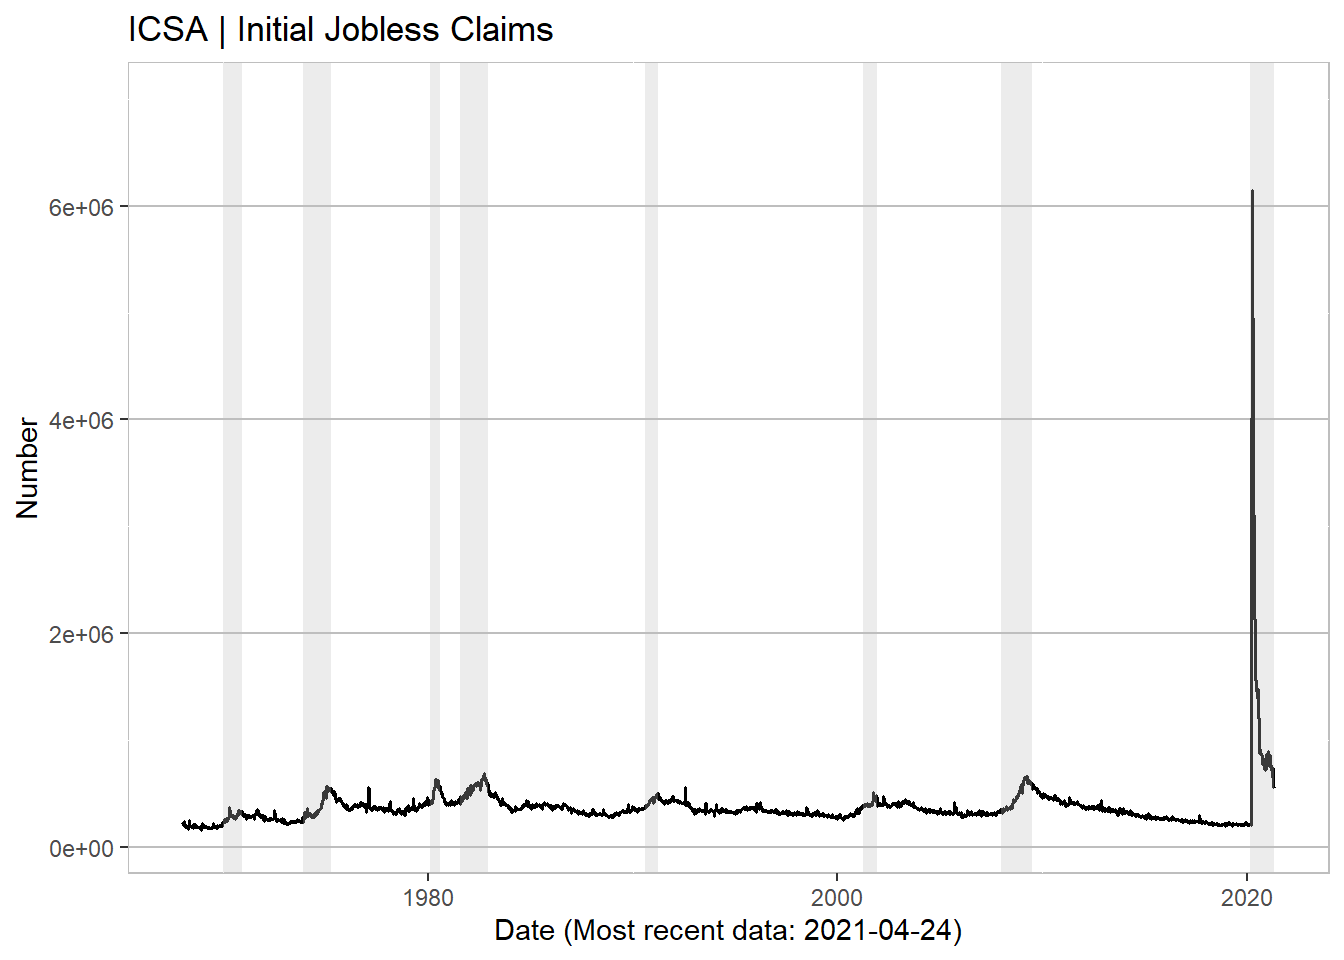 ICSA | Initial Jobless Claims
6e+06
4e+06
2e+06
0e+00
Number
1980
2000
2020
Date (Most recent data: 2021-04-24)